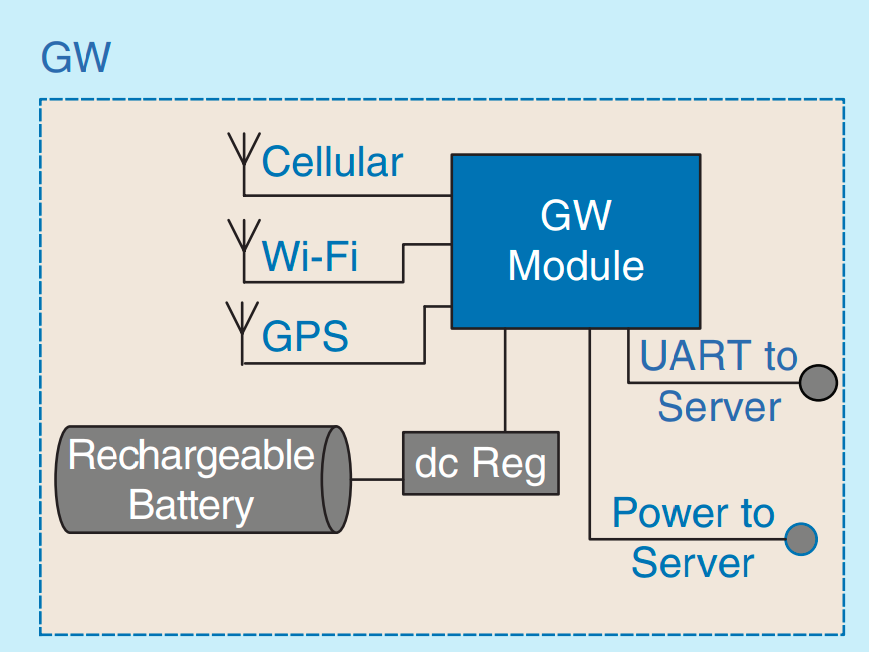 GW
Cellular
GW
Module
Wi-Fi
GPS
UART to
Server
Rechargeable
Battery
dc Reg
Power to
Server